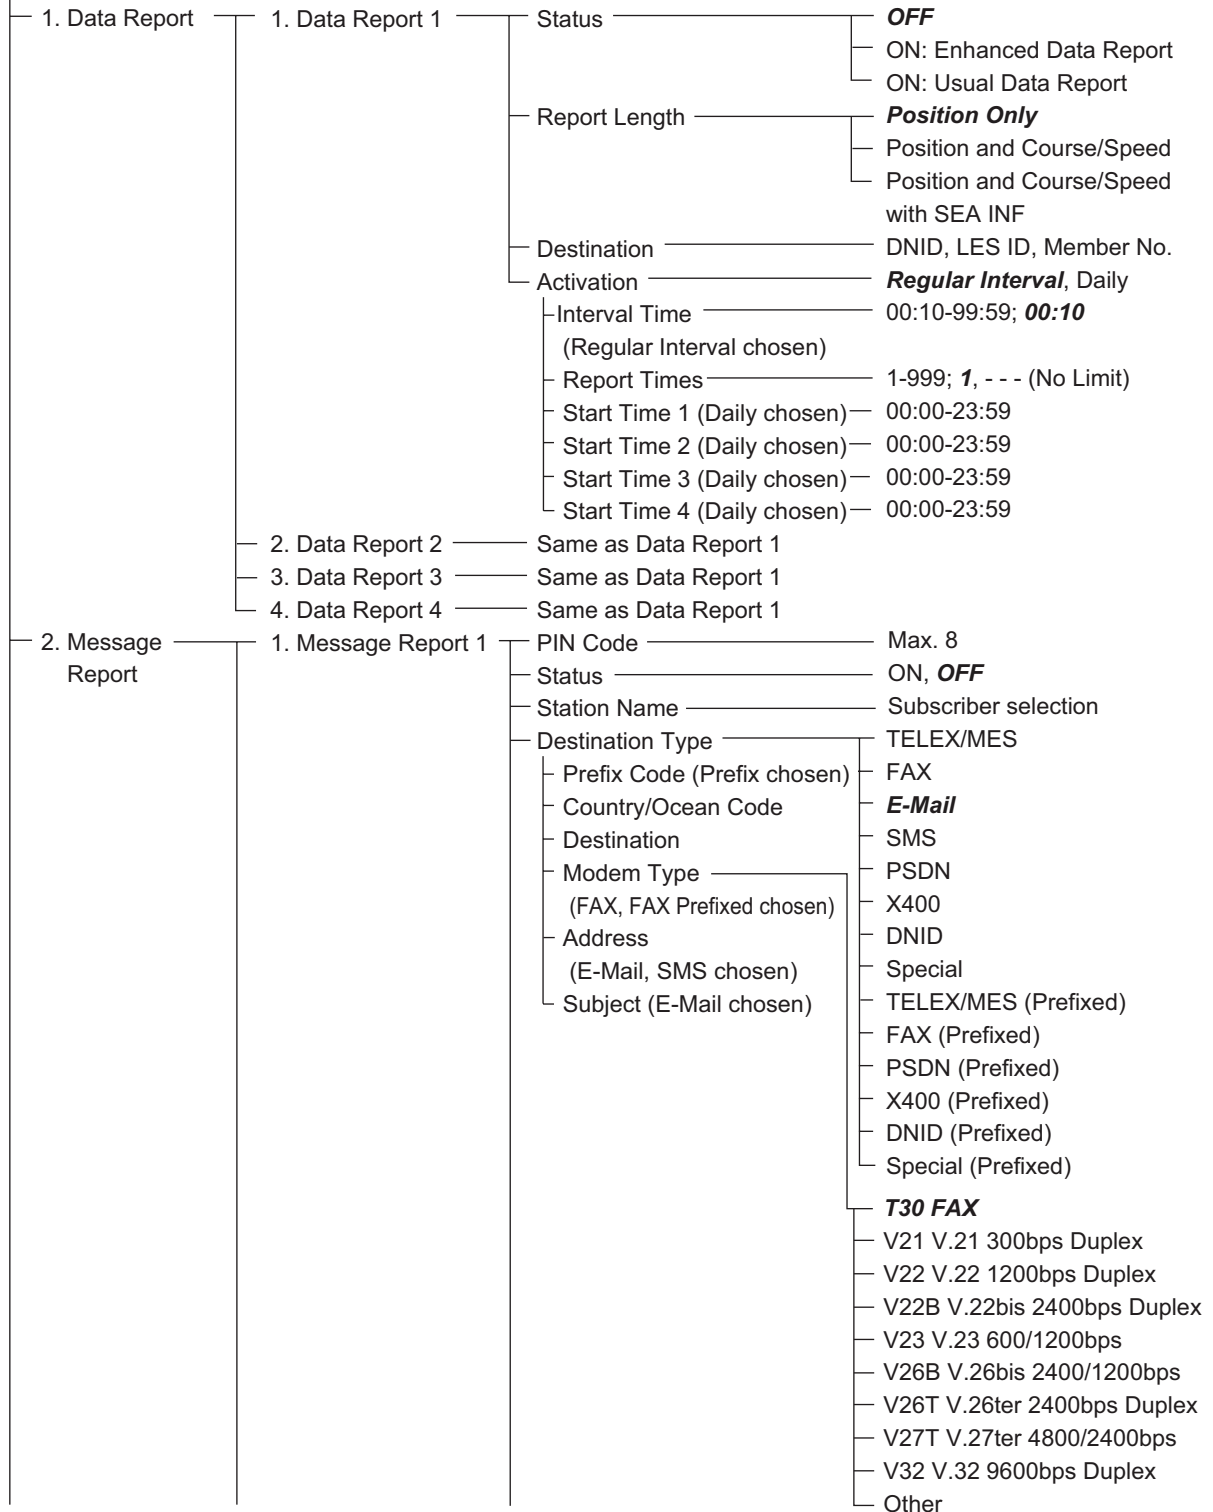 1. Data Report 1. Data Report 1 Status OFF
ON: Enhanced Data Report
ON: Usual Data Report
Report Length Position Only
Position and Course/Speed
Position and Course/Speed
with SEA INF
Destination DNID, LES ID, Member No.
Activation Regular Interval, Daily
Interval Time 00:10-99:59; 00:10
(Regular Interval chosen)
Report Times 1-999; 1, - - - (No Limit)
Start Time 1 (Daily chosen) 00:00-23:59
Start Time 2 (Daily chosen) 00:00-23:59
Start Time 3 (Daily chosen) 00:00-23:59
Start Time 4 (Daily chosen) 00:00-23:59
2. Data Report 2 Same as Data Report 1
3. Data Report 3 Same as Data Report 1
4. Data Report 4 Same as Data Report 1
2. Message 1. Message Report 1 PIN Code Max. 8
Report Status ON, OFF
Station Name Subscriber selection
Destination Type TELEX/MES
Prefix Code (Prefix chosen) FAX
Country/Ocean Code E-Mail
Destination SMS
Modem Type PSDN
(FAX, FAX Prefixed chosen) X400
Address DNID
(E-Mail, SMS chosen) Special
Subject (E-Mail chosen) TELEX/MES (Prefixed)
FAX (Prefixed)
PSDN (Prefixed)
X400 (Prefixed)
DNID (Prefixed)
Special (Prefixed)
T30 FAX
V21 V.21 300bps Duplex
V22 V.22 1200bps Duplex
V22B V.22bis 2400bps Duplex
V23 V.23 600/1200bps
V26B V.26bis 2400/1200bps
V26T V.26ter 2400bps Duplex
V27T V.27ter 4800/2400bps
V32 V.32 9600bps Duplex
Other